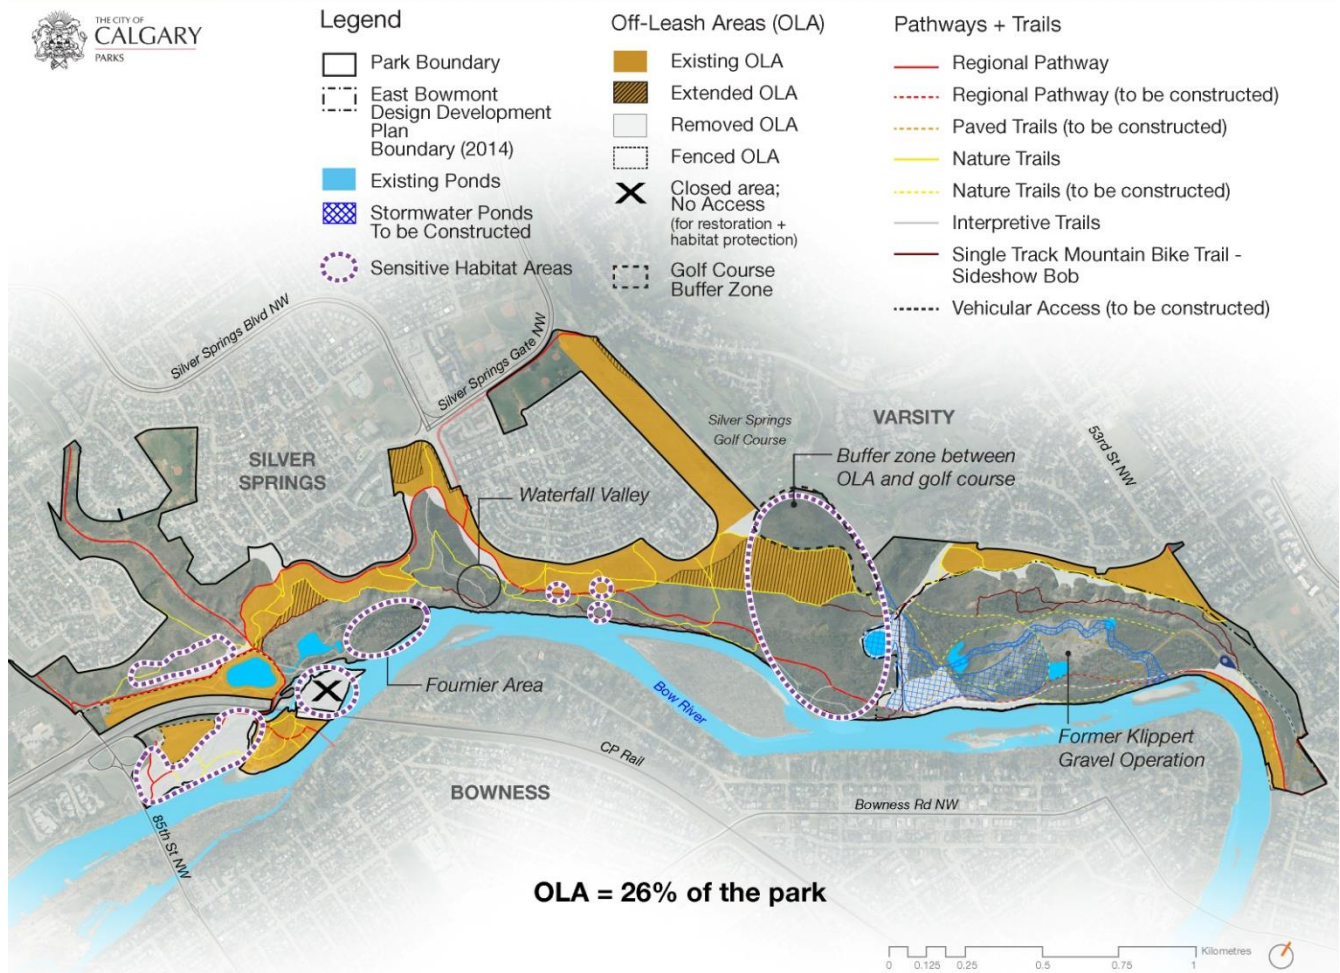 THE CITY OF
CALGARY
PARKS
Legend
Park Boundary
East Bowmont
Design Development
Plan
Boundary (2014)
Existing Ponds
Stormwater Ponds
To be Constructed
Sensitive Habitat Areas
Off-Leash Areas (OLA)
Existing OLA
Extended OLA
Removed OLA
Fenced OLA
Closed area;
No Access
(for restoration +
habitat protection)
Golf Course
Buffer Zone
Pathways + Trails
Regional Pathway
Regional Pathway (to be constructed)
Paved Trails (to be constructed)
Nature Trails
Nature Trails (to be constructed)
Interpretive Trails
Single Track Mountain Bike Trail -
Sideshow Bob
Vehicular Access (to be constructed)
Silver Springs Blvd NW
Silver Springs Gate NW
Silver Springs
Golf Course
VARSITY
53rd St NW
Buffer zone between
OLA and golf course
SILVER
SPRINGS
Waterfall Valley
Fournier Area
Bow River
CP Rail
Former Klippert
Gravel Operation
BOWNESS
Bowness Rd NW
85th St NW
OLA = 26% of the park
Kilometres
0 0.125 0.25 0.5 0.75 1